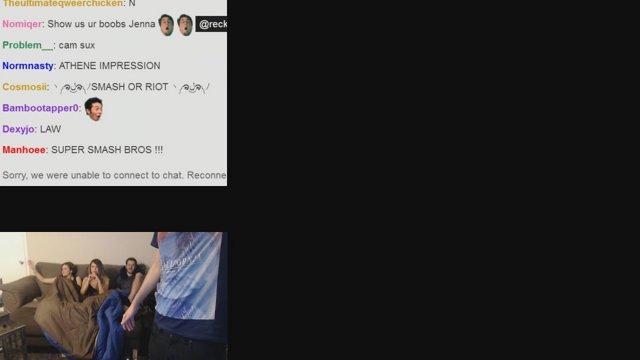 Theultimateqweerchicken: N
Nomiqer: Show us ur boobs Jenna @reck
Problem__: cam sux
Normnasty: ATHENE IMPRESSION
Cosmosii: ヽ༼ຈل͜ຈ༽ﾉSMASH OR RIOT ヽ༼ຈل͜ຈ༽ﾉ
Bambootapper0:
Dexyjo: LAW
Manhoee: SUPER SMASH BROS !!!
Sorry, we were unable to connect to chat. Reconne